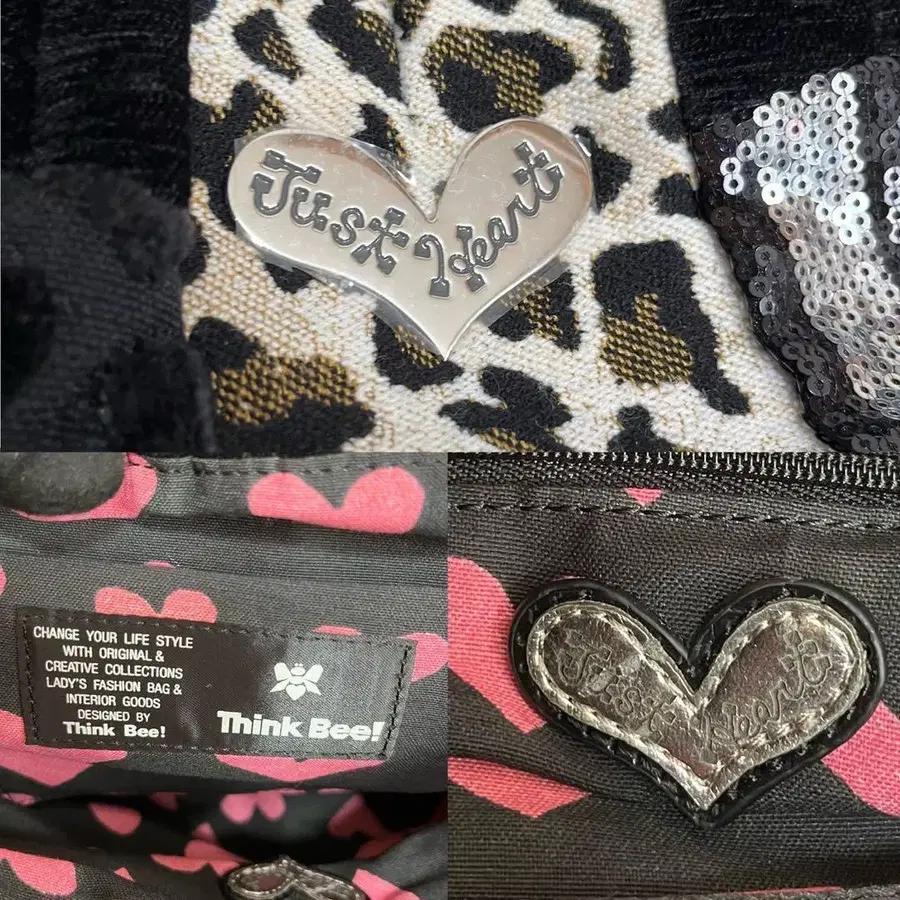 Just Heart
CHANGE YOUR LIFE STYLE
WITH ORIGINAL &
CREATIVE COLLECTIONS
LADY'S FASHION BAG &
INTERIOR GOODS
DESIGNED BY
Think Bee!
Think Bee!
Just Heart